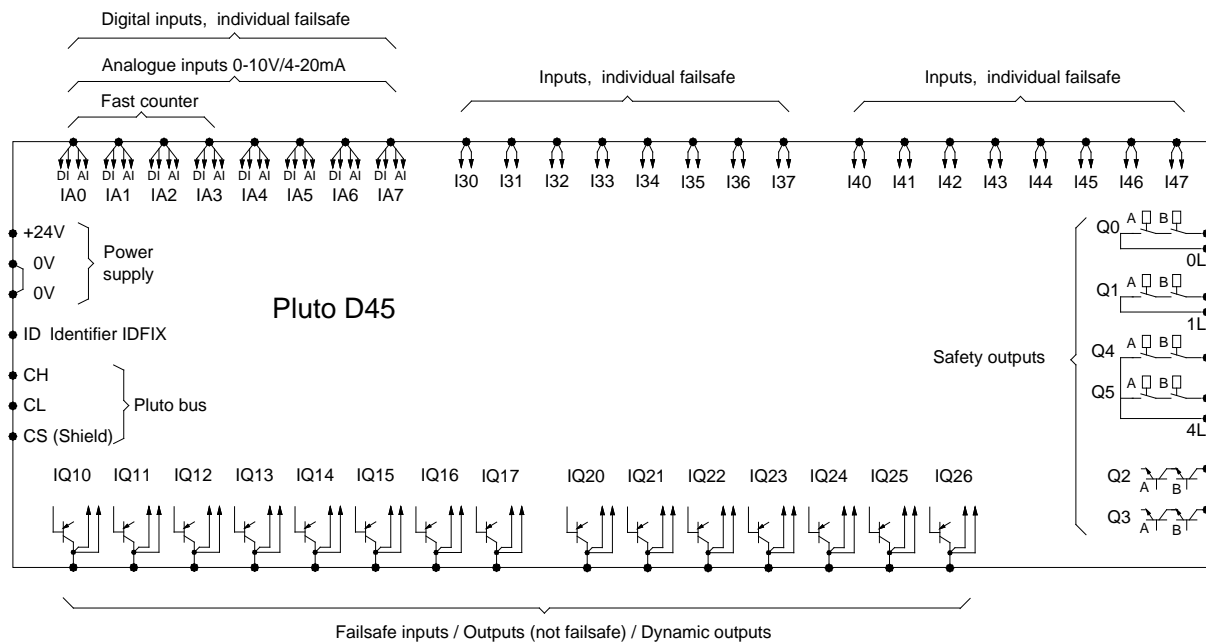 Digital inputs, individual failsafe
Analogue inputs 0-10V/4-20mA
Fast counter
Inputs, individual failsafe
Inputs, individual failsafe
DI AI DI AI DI AI DI AI DI AI DI AI DI AI DI AI
IA0 IA1 IA2 IA3 IA4 IA5 IA6 IA7
I30 I31 I32 I33 I34 I35 I36 I37
I40 I41 I42 I43 I44 I45 I46 I47
+24V
0V
0V
Power
supply
Pluto D45
ID Identifier IDFIX
CH
CL
CS (Shield)
Pluto bus
Safety outputs
Q0 A B
0L
Q1 A B
1L
Q4 A B
Q5 A B
4L
Q2 A B
Q3 A B
IQ10 IQ11 IQ12 IQ13 IQ14 IQ15 IQ16 IQ17
IQ20 IQ21 IQ22 IQ23 IQ24 IQ25 IQ26
Failsafe inputs / Outputs (not failsafe) / Dynamic outputs